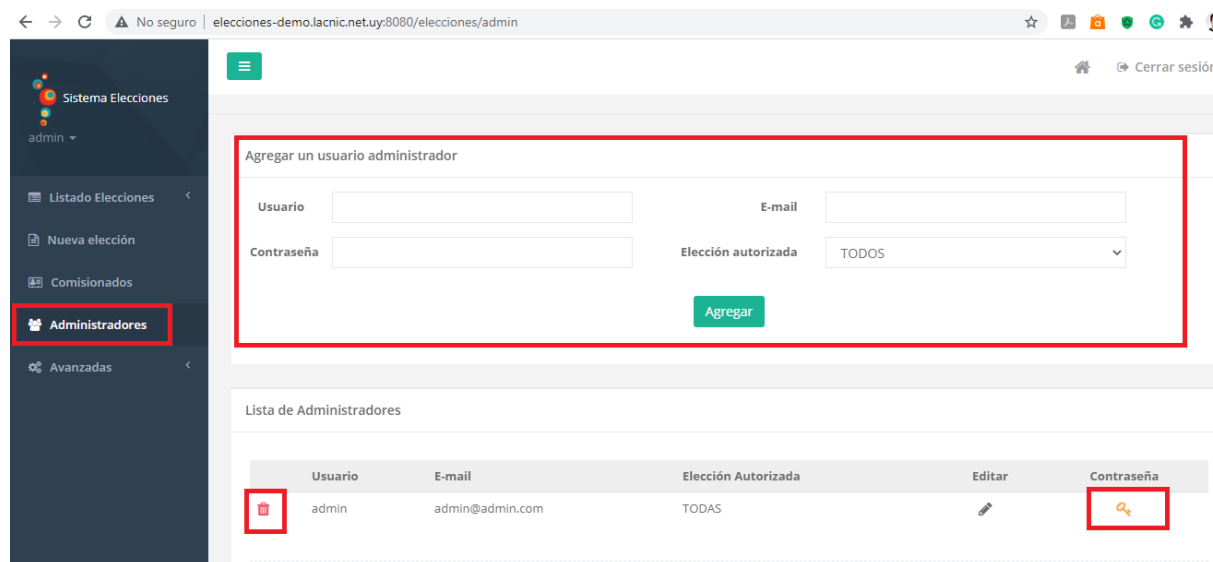 No seguro | elecciones-demo.lacnic.net.uy:8080/elecciones/admin
Sistema Elecciones
admin
Cerrar sesión
Listado Elecciones
Nueva elección
Comisionados
Administradores
Avanzadas
Agregar un usuario administrador
Usuario E-mail
Contraseña Elección autorizada TODOS
Agregar
Lista de Administradores
Usuario E-mail Elección Autorizada Editar Contraseña
admin admin@admin.com TODAS